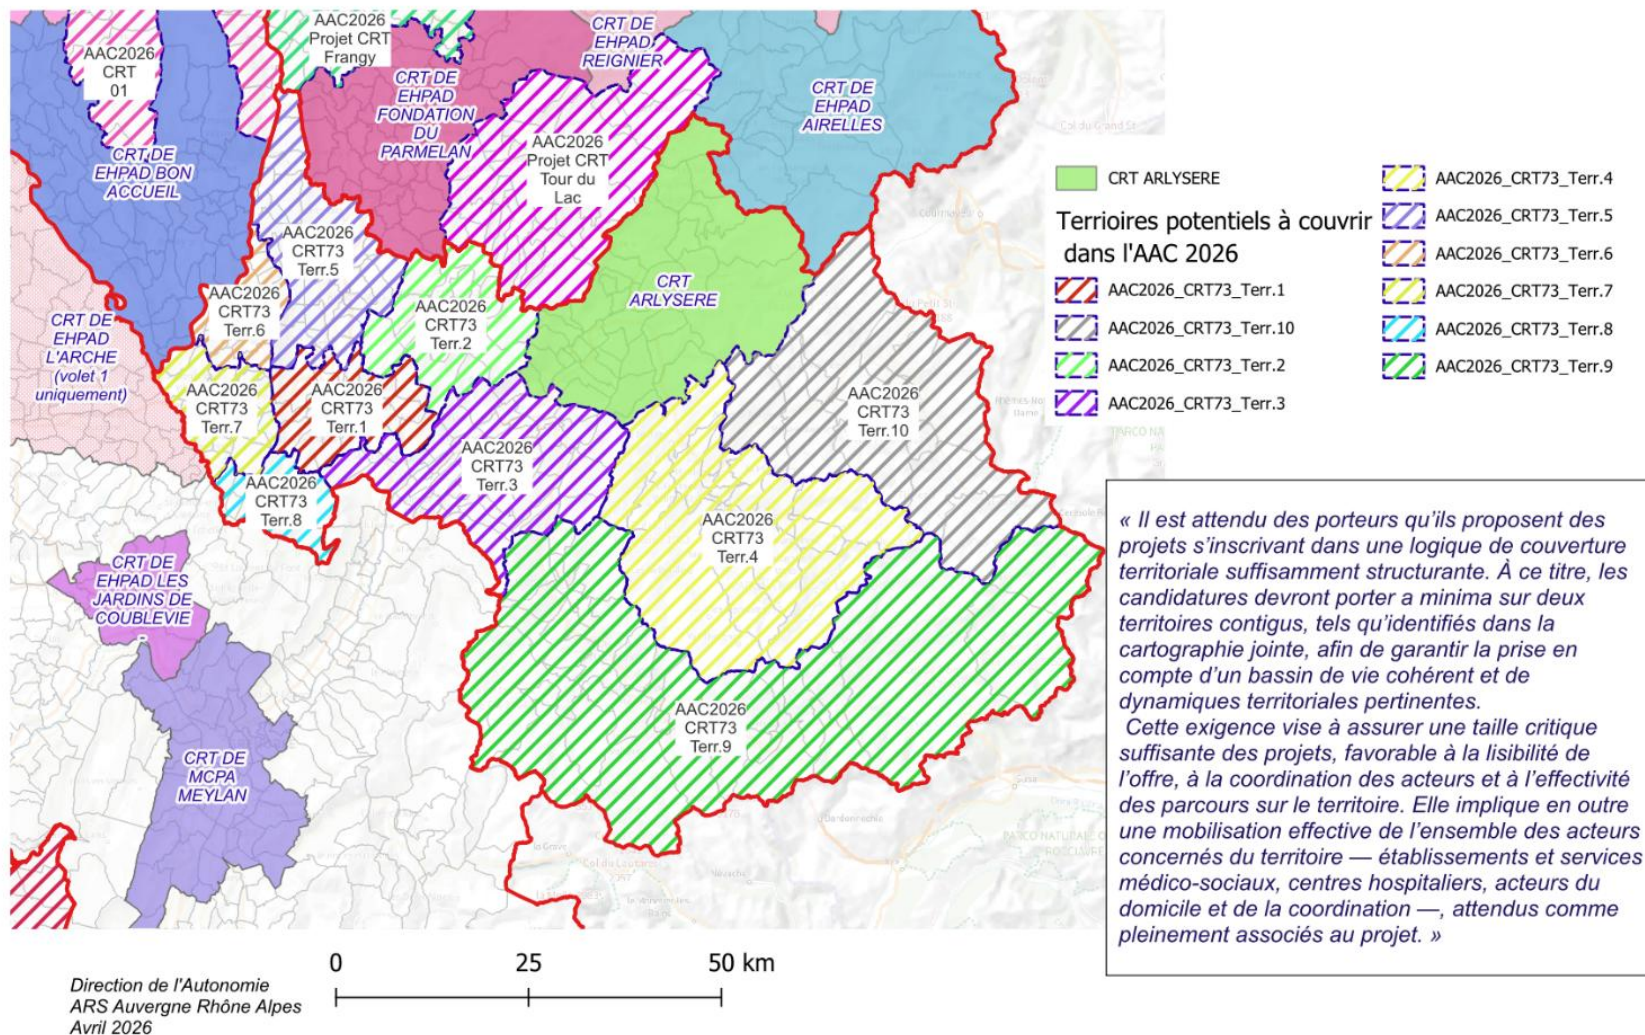 AAC2026
CRT
01
AAC2026
Projet CRT
Frangy
CRT DE
EHPAD
REIGNIER
CRT DE
EHPAD
FONDATION
DU
PARMELAN
CRT DE
EHPAD
AIRELLES
CRT DE
EHPAD BON
ACCUEIL
AAC2026
Projet CRT
Tour du
Lac
AAC2026
CRT73
Terr.5
CRT
ARLYSERE
AAC2026
CRT73
Terr.6
AAC2026
CRT73
Terr.2
CRT DE
EHPAD
L'ARCHE
(volet 1
uniquement)
AAC2026
CRT73
Terr.7
AAC2026
CRT73
Terr.1
AAC2026
CRT73
Terr.10
AAC2026
CRT73
Terr.3
AAC2026
CRT73
Terr.8
AAC2026
CRT73
Terr.4
CRT DE
EHPAD LES
JARDINS DE
COUBLEVIE
-
AAC2026
CRT73
Terr.9
CRT DE
MCPA
MEYLAN
Col du Grand St
CRT ARLYSERE
Terrioires potentiels à couvrir
dans l'AAC 2026
AAC2026_CRT73_Terr.1
AAC2026_CRT73_Terr.10
AAC2026_CRT73_Terr.2
AAC2026_CRT73_Terr.3
AAC2026_CRT73_Terr.4
AAC2026_CRT73_Terr.5
AAC2026_CRT73_Terr.6
AAC2026_CRT73_Terr.7
AAC2026_CRT73_Terr.8
AAC2026_CRT73_Terr.9
« Il est attendu des porteurs qu'ils proposent des
projets s'inscrivant dans une logique de couverture
territoriale suffisamment structurante. À ce titre, les
candidatures devront porter a minima sur deux
territoires contigus, tels qu'identifiés dans la
cartographie jointe, afin de garantir la prise en
compte d'un bassin de vie cohérent et de
dynamiques territoriales pertinentes.
Cette exigence vise à assurer une taille critique
suffisante des projets, favorable à la lisibilité de
l'offre, à la coordination des acteurs et à l'effectivité
des parcours sur le territoire. Elle implique en outre
une mobilisation effective de l'ensemble des acteurs
concernés du territoire — établissements et services
médico-sociaux, centres hospitaliers, acteurs du
domicile et de la coordination —, attendus comme
pleinement associés au projet. »
0 25 50 km
Direction de l'Autonomie
ARS Auvergne Rhône Alpes
Avril 2026